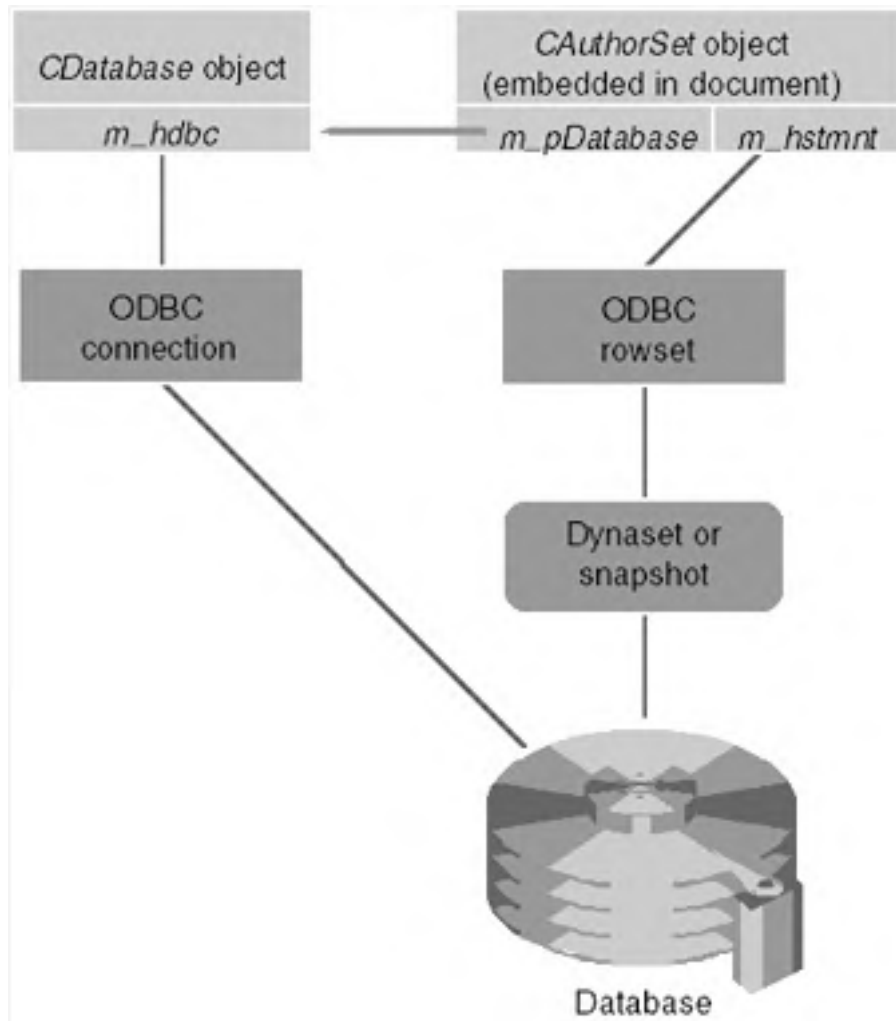 CDatabase object
m_hdbc
CAuthorSet object
(embedded in document)
m_pDatabase
m_hstmnt
ODBC
connection
ODBC
rowset
Dynaset or
snapshot
Database